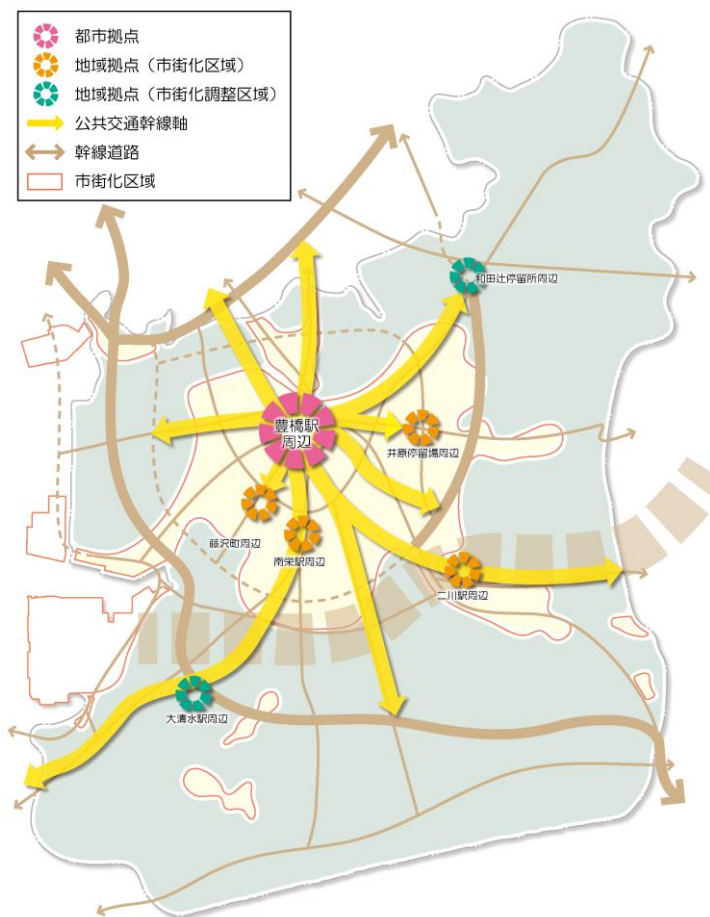 都市拠点
地域拠点（市街化区域）
地域拠点（市街化調整区域）
公共交通幹線軸
幹線道路
市街化区域
和田辻停留所周辺
豊橋駅
周辺
井原停留場周辺
藤沢町周辺
南栄駅周辺
二川駅周辺
大清水駅周辺